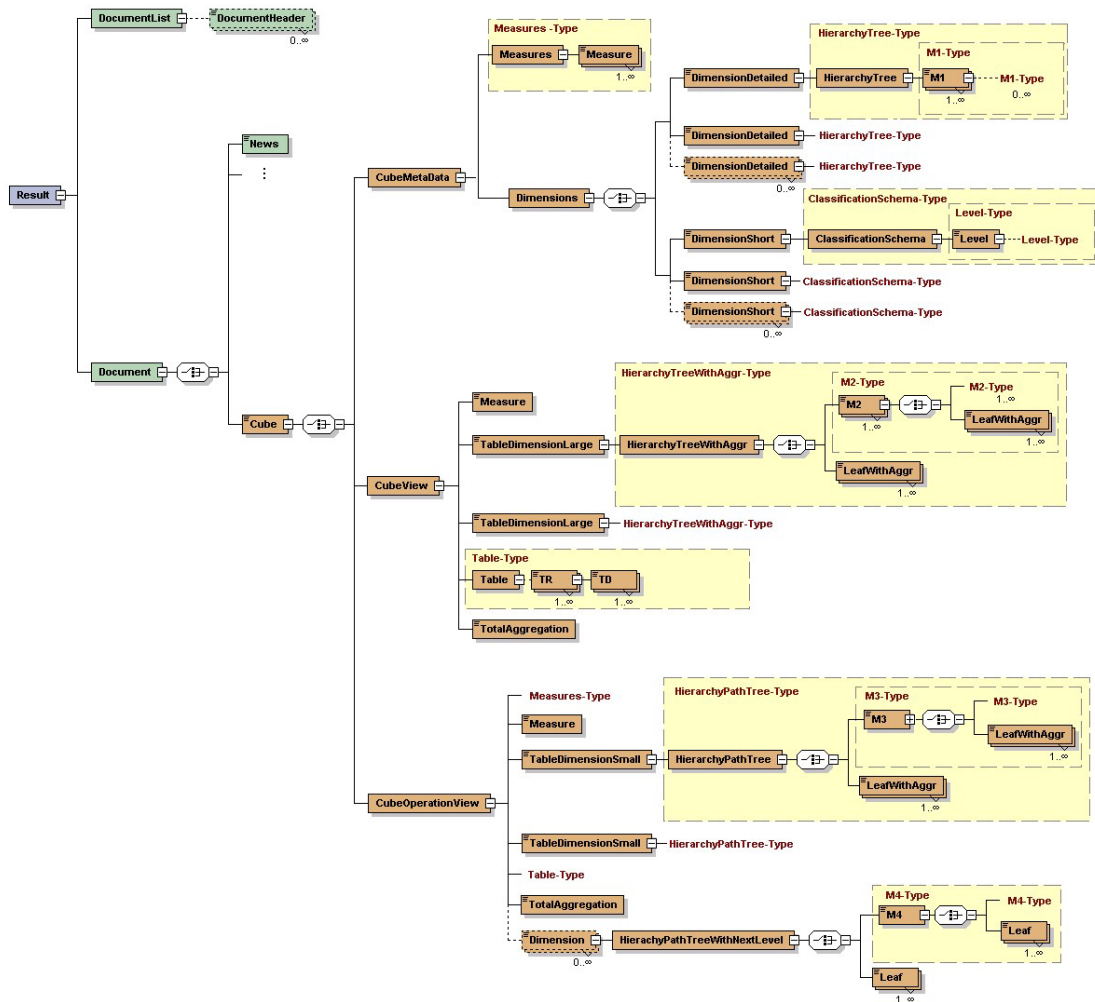 DocumentList
DocumentHeader
0..∞
Measures -Type
Measures
Measure
1..∞
HierarchyTree-Type
M1-Type
DimensionDetailed
HierarchyTree
M1
M1-Type
1..∞
0..∞
News
⋮
DimensionDetailed
HierarchyTree-Type
DimensionDetailed
HierarchyTree-Type
0..∞
Result
CubeMetaData
Dimensions
ClassificationSchema-Type
Level-Type
DimensionShort
ClassificationSchema
Level
Level-Type
DimensionShort
ClassificationSchema-Type
DimensionShort
ClassificationSchema-Type
0..∞
Document
Cube
HierarchyTreeWithAggr-Type
M2-Type
Measure
M2
M2-Type
1..∞
1..∞
LeafWithAggr
1..∞
TableDimensionLarge
HierarchyTreeWithAggr
LeafWithAggr
1..∞
CubeView
TableDimensionLarge
HierarchyTreeWithAggr-Type
Table-Type
Table
TR
TD
1..∞
1..∞
TotalAggregation
Measures-Type
HierarchyPathTree-Type
M3-Type
Measure
M3
M3-Type
LeafWithAggr
1..∞
TableDimensionSmall
HierarchyPathTree
LeafWithAggr
1..∞
CubeOperationView
TableDimensionSmall
HierarchyPathTree-Type
Table-Type
TotalAggregation
M4-Type
M4
M4-Type
Leaf
1..∞
Dimension
HierachyPathTreeWithNextLevel
0..∞
Leaf
1..∞